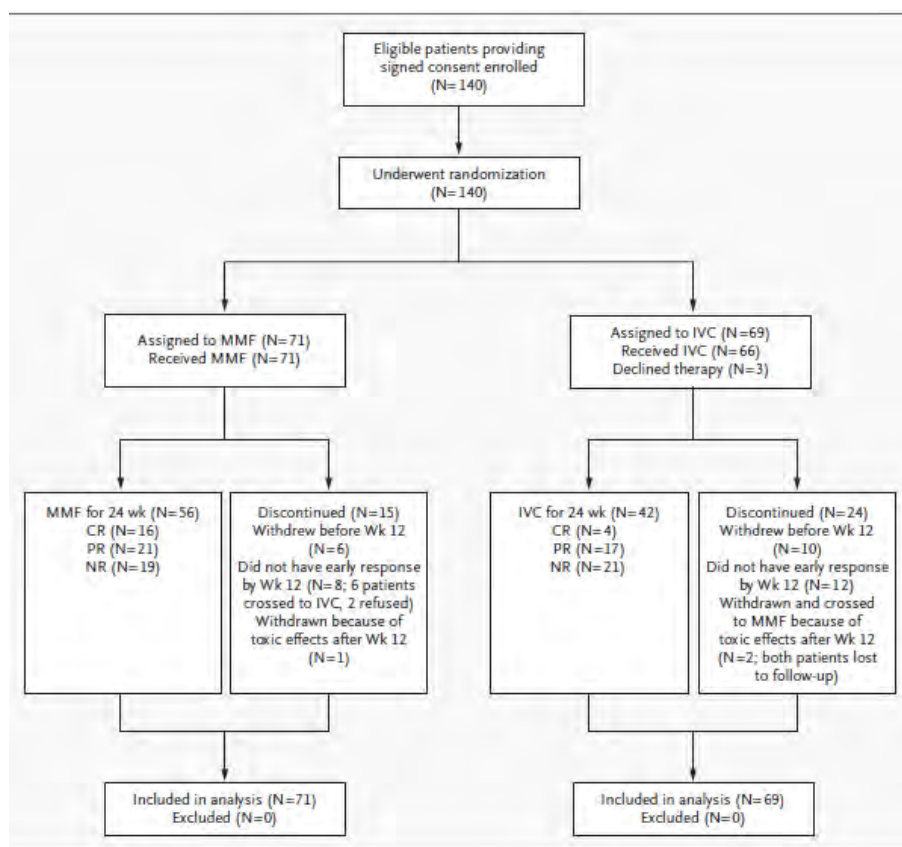 Eligible patients providing
signed consent enrolled
(N=140)
Underwent randomization
(N=140)
Assigned to MMF (N=71)
Received MMF (N=71)
Assigned to IVC (N=69)
Received IVC (N=66)
Declined therapy (N=3)
MMF for 24 wk (N=56)
CR (N=16)
PR (N=21)
NR (N=19)
Discontinued (N=15)
Withdrew before Wk 12
(N=6)
Did not have early response
by Wk 12 (N=8; 6 patients
crossed to IVC, 2 refused)
Withdrawn because of
toxic effects after Wk 12
(N=1)
IVC for 24 wk (N=42)
CR (N=4)
PR (N=17)
NR (N=21)
Discontinued (N=24)
Withdrew before Wk 12
(N=10)
Did not have early response
by Wk 12 (N=12)
Withdrawn and crossed
to MMF because of
toxic effects after Wk 12
(N=2; both patients lost
to follow-up)
Included in analysis (N=71)
Excluded (N=0)
Included in analysis (N=69)
Excluded (N=0)